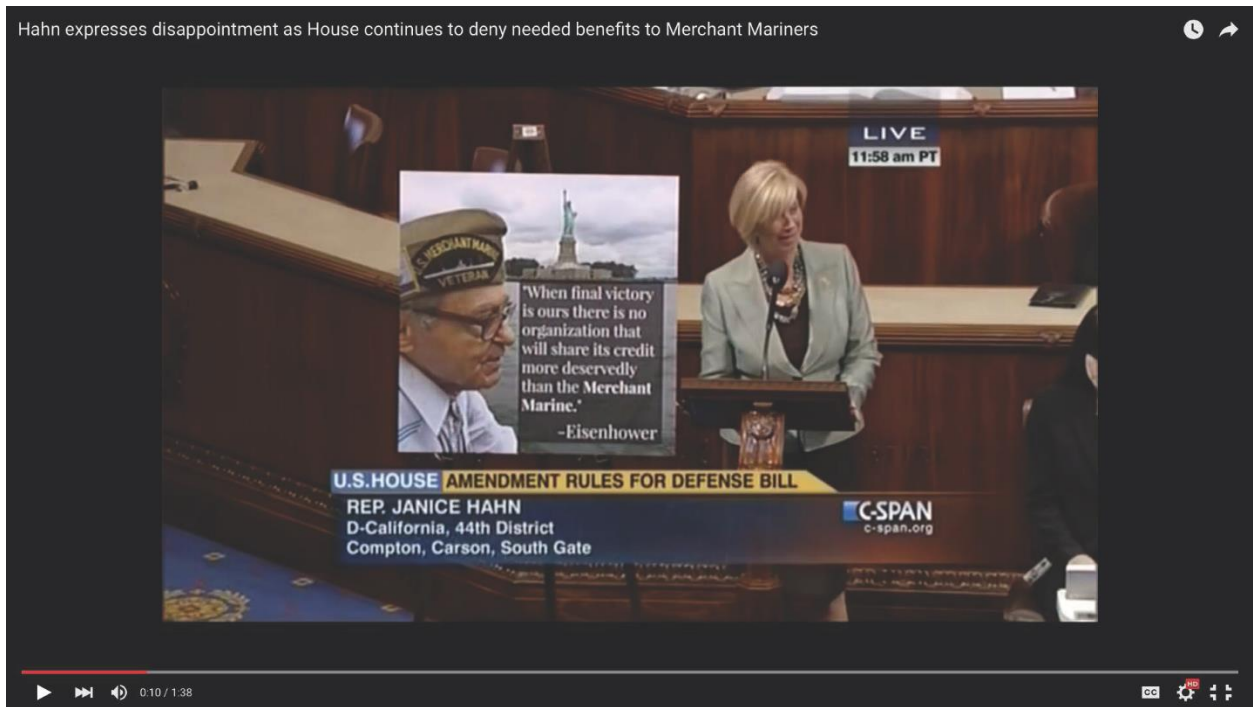 Hahn expresses disappointment as House continues to deny needed benefits to Merchant Mariners
LIVE
11:58 am PT
U.S. MERCHANT MARINE
VETERAN
"When final victory
is ours there is no
organization that
will share its credit
more deservedly
than the Merchant
Marine."
-Eisenhower
U.S.HOUSE AMENDMENT RULES FOR DEFENSE BILL
REP. JANICE HAHN
D-California, 44th District
Compton, Carson, South Gate
C-SPAN
c-span.org
0:10 / 1:38
CC
HD